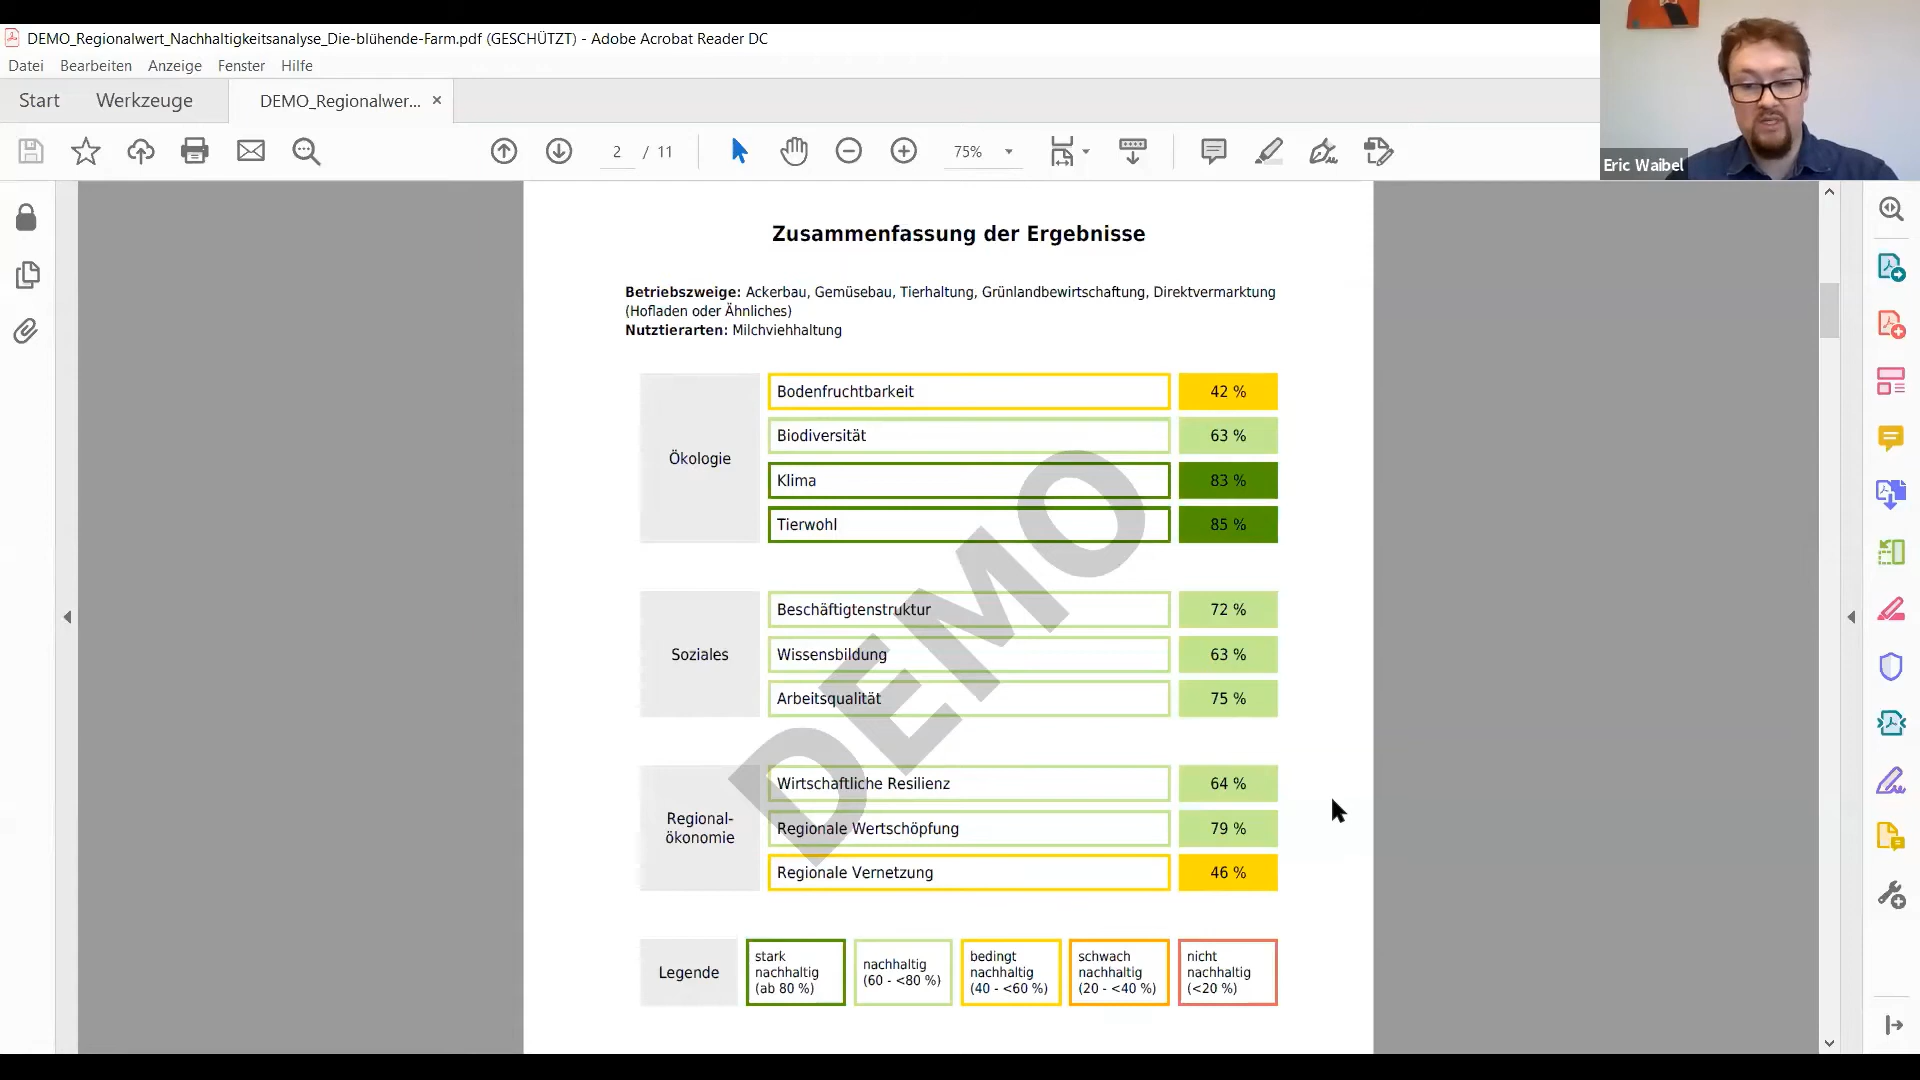 DEMO_Regionalwert_Nachhaltigkeitsanalyse_Die-blühende-Farm.pdf (GESCHÜTZT) - Adobe Acrobat Reader DC
Datei Bearbeiten Anzeige Fenster Hilfe
Start Werkzeuge DEMO_Regionalwer... ×
2 / 11 75%
Eric Waibel
Zusammenfassung der Ergebnisse
Betriebszweige: Ackerbau, Gemüsebau, Tierhaltung, Grünlandbewirtschaftung, Direktvermarktung
(Hofladen oder Ähnliches)
Nutztierarten: Milchviehhaltung
Ökologie
Bodenfruchtbarkeit 42 %
Biodiversität 63 %
Klima 83 %
Tierwohl 85 %
Soziales
Beschäftigtenstruktur 72 %
Wissensbildung 63 %
Arbeitsqualität 75 %
Regional-
ökonomie
Wirtschaftliche Resilienz 64 %
Regionale Wertschöpfung 79 %
Regionale Vernetzung 46 %
DEMO
Legende
stark
nachhaltig
(ab 80 %)
nachhaltig
(60 - <80 %)
bedingt
nachhaltig
(40 - <60 %)
schwach
nachhaltig
(20 - <40 %)
nicht
nachhaltig
(<20 %)